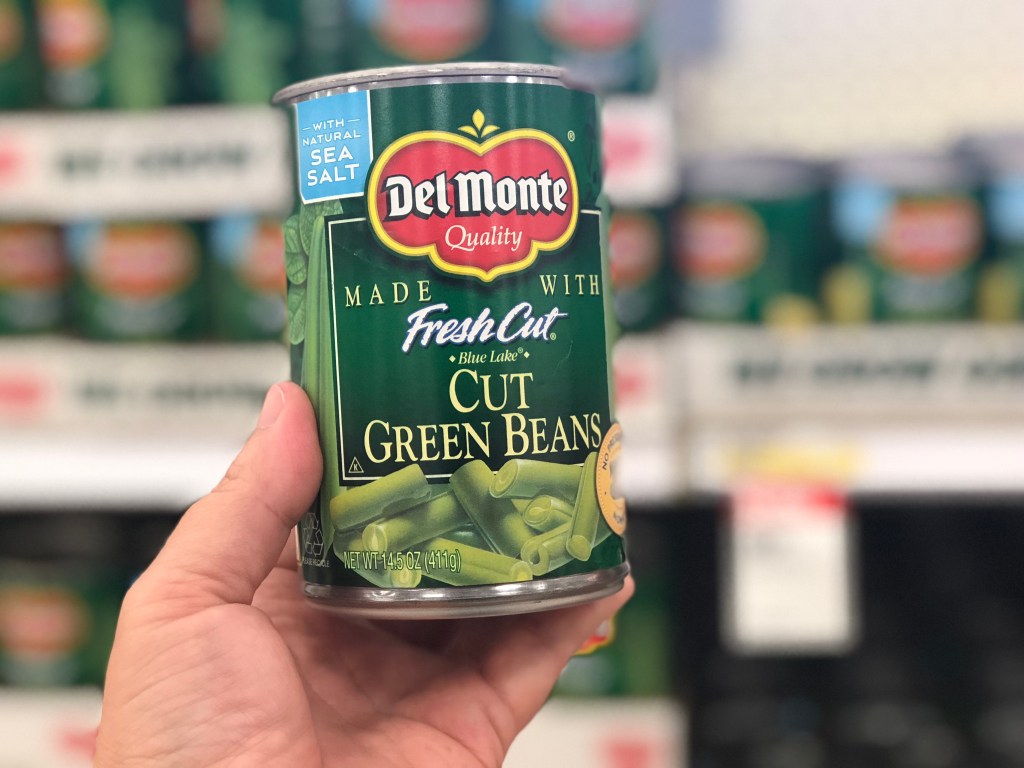 WITH
NATURAL
SEA
SALT
Del Monte®
Quality
MADE WITH
Fresh Cut®
Blue Lake®
CUT
GREEN BEANS
K
NO
NET WT 14.5 OZ (411g)